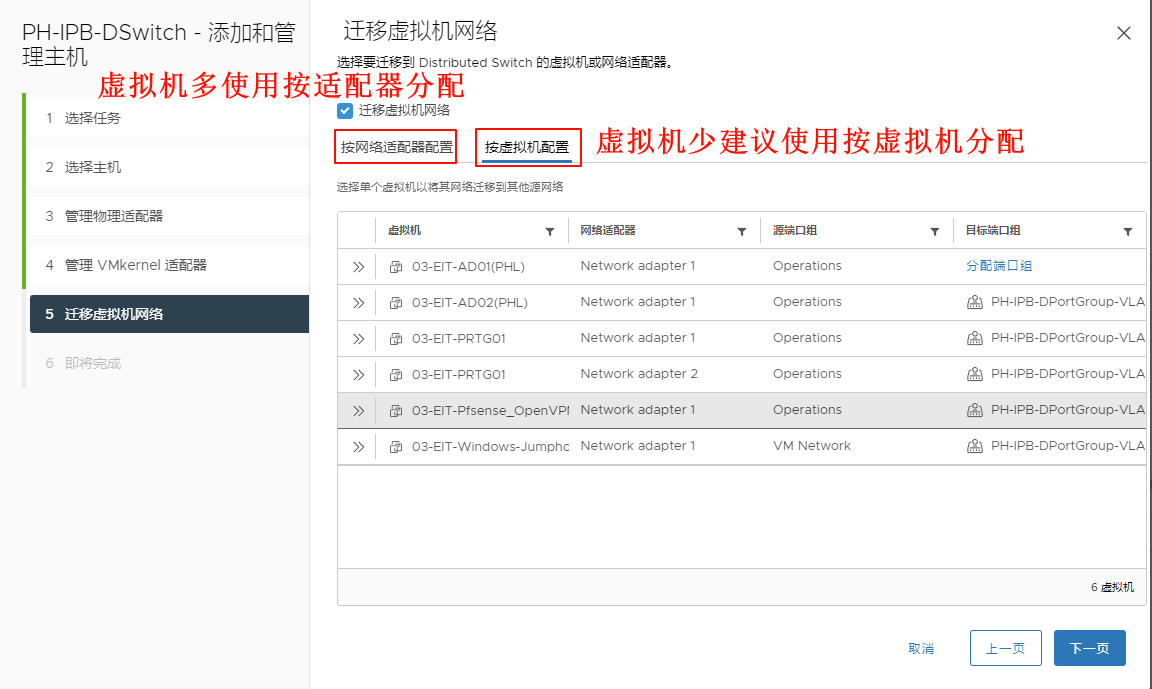 PH-IPB-DSwitch - 添加和管
理主机
虚拟机多使用按适配器分配
1 选择任务
2 选择主机
3 管理物理适配器
4 管理 VMkernel 适配器
5 迁移虚拟机网络
6 即将完成
迁移虚拟机网络
选择要迁移到 Distributed Switch 的虚拟机或网络适配器。
迁移虚拟机网络
按网络适配器配置 按虚拟机配置 虚拟机少建议使用按虚拟机分配
选择单个虚拟机以将其网络迁移到其他源网络
虚拟机 网络适配器 源端口组 目标端口组
03-EIT-AD01(PHL) Network adapter 1 Operations 分配端口组
03-EIT-AD02(PHL) Network adapter 1 Operations PH-IPB-DPortGroup-VLA
03-EIT-PRTG01 Network adapter 1 Operations PH-IPB-DPortGroup-VLA
03-EIT-PRTG01 Network adapter 2 Operations PH-IPB-DPortGroup-VLA
03-EIT-Pfsense_OpenVPN Network adapter 1 Operations PH-IPB-DPortGroup-VLA
03-EIT-Windows-Jumpho Network adapter 1 VM Network PH-IPB-DPortGroup-VLA
6 虚拟机
取消 上一页 下一页